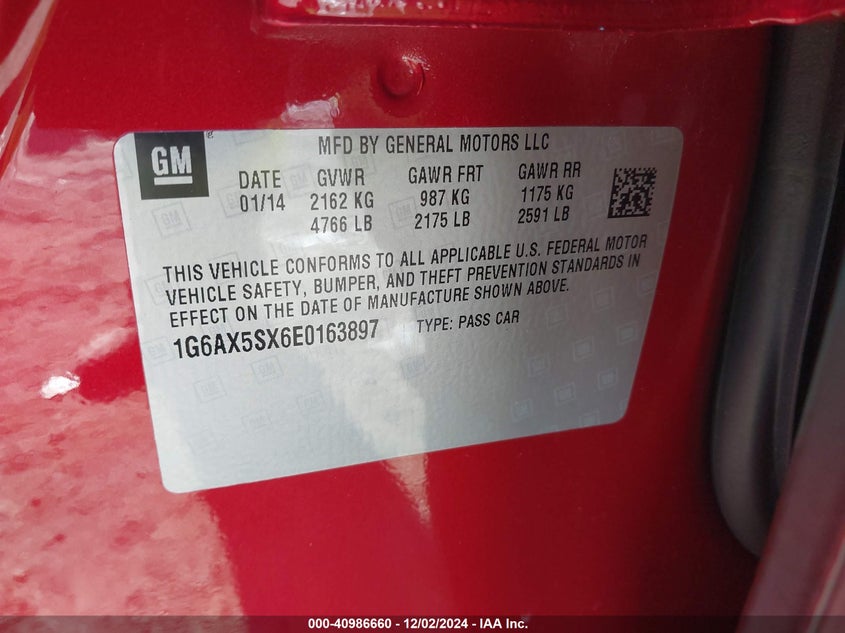 GM
MFD BY GENERAL MOTORS LLC
DATE GVWR GAWR FRT GAWR RR
01/14 2162 KG 987 KG 1175 KG
4766 LB 2175 LB 2591 LB
THIS VEHICLE CONFORMS TO ALL APPLICABLE U.S. FEDERAL MOTOR
VEHICLE SAFETY, BUMPER, AND THEFT PREVENTION STANDARDS IN
EFFECT ON THE DATE OF MANUFACTURE SHOWN ABOVE.
1G6AX5SX6E0163897 TYPE: PASS CAR
000-40986660 - 12/02/2024 - IAA Inc.